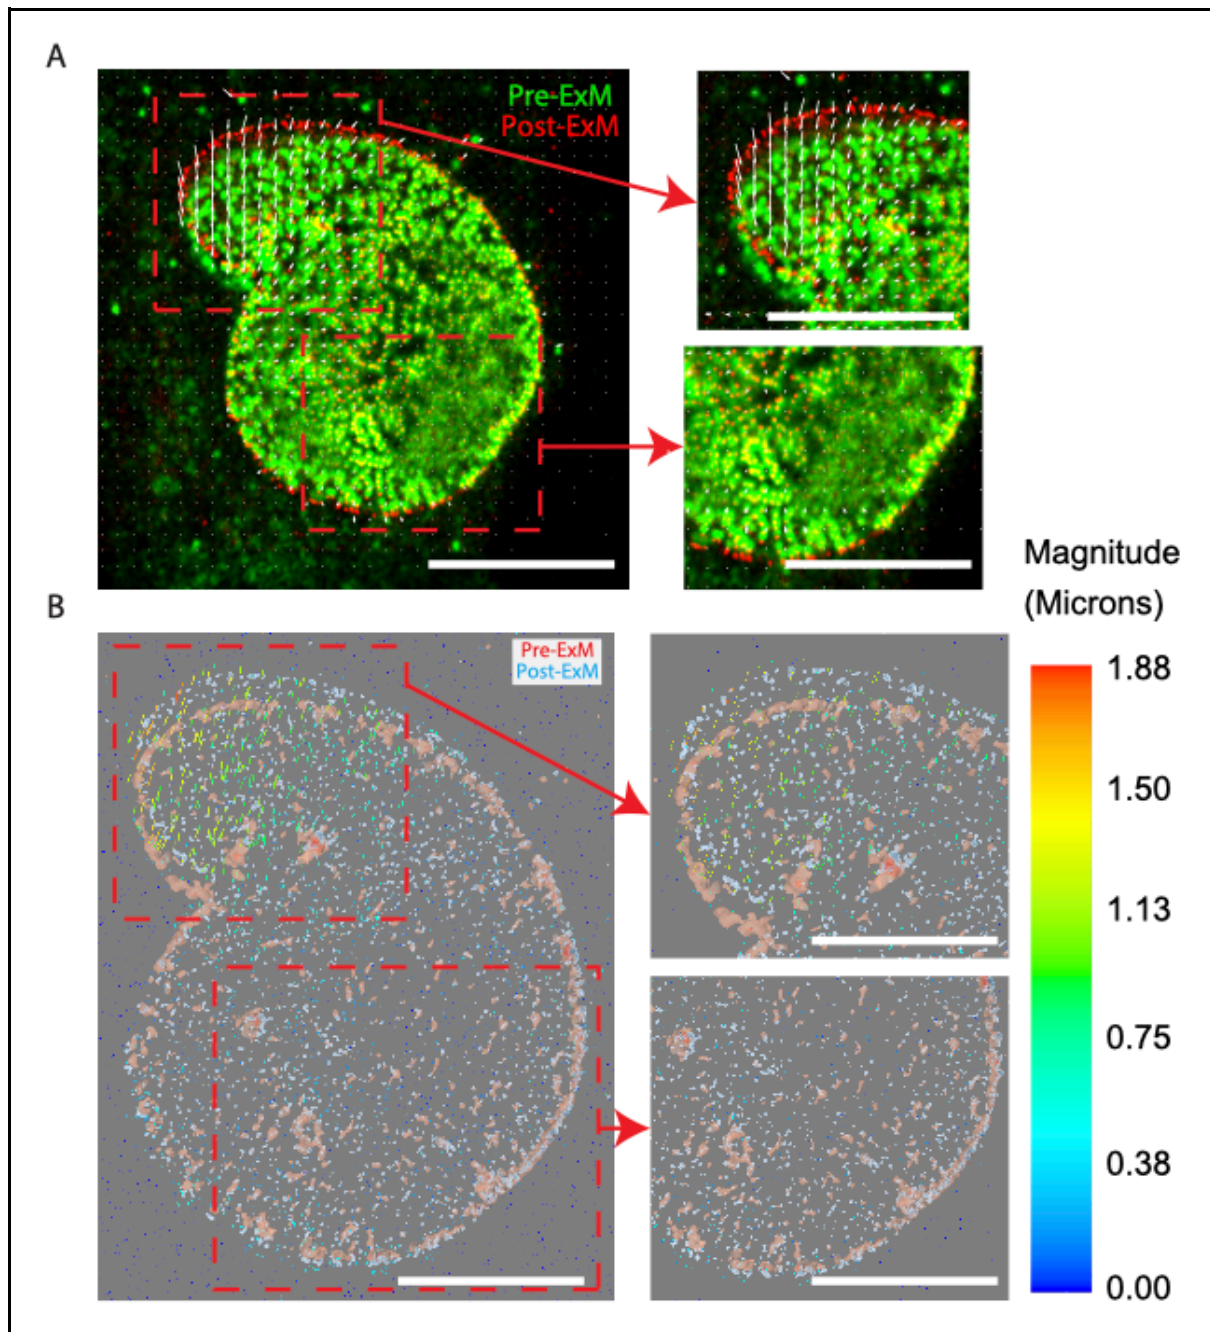 A
Pre-ExM
Post-ExM
B
Pre-ExM
Post-ExM
Magnitude
(Microns)
1.88
1.50
1.13
0.75
0.38
0.00